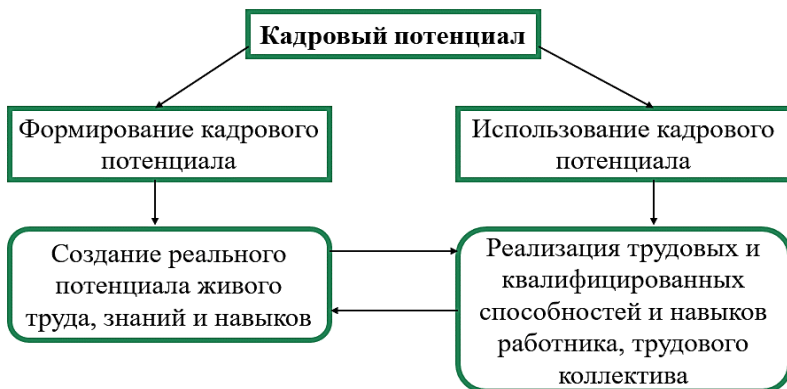 Кадровый потенциал
Формирование кадрового
потенциала
Использование кадрового
потенциала
Создание реального
потенциала живого
труда, знаний и навыков
Реализация трудовых и
квалифицированных
способностей и навыков
работника, трудового
коллектива